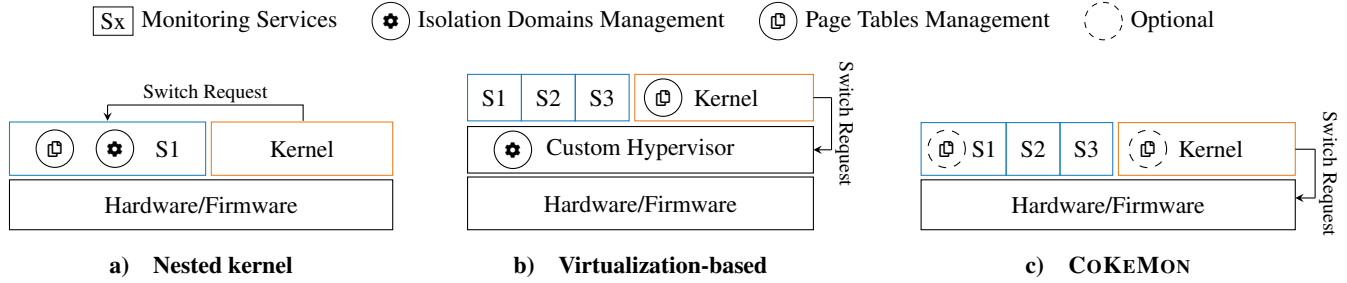 Sx Monitoring Services Isolation Domains Management Page Tables Management Optional
Switch Request
S1 Kernel
Hardware/Firmware
a) Nested kernel
S1 S2 S3 Kernel
Switch Request
Custom Hypervisor
Hardware/Firmware
b) Virtualization-based
S1 S2 S3 Kernel
Switch Request
Hardware/Firmware
c) COKEMON